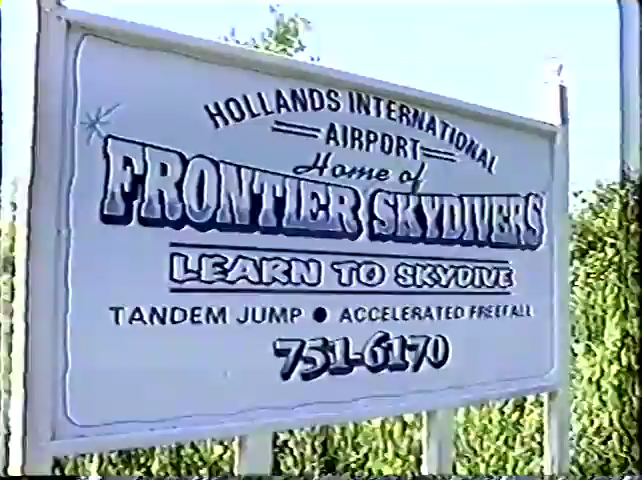 HOLLANDS INTERNATIONAL
AIRPORT
Home of
FRONTIER SKYDIVERS
LEARN TO SKYDIVE
TANDEM JUMP ● ACCELERATED FREEFALL
751-6170